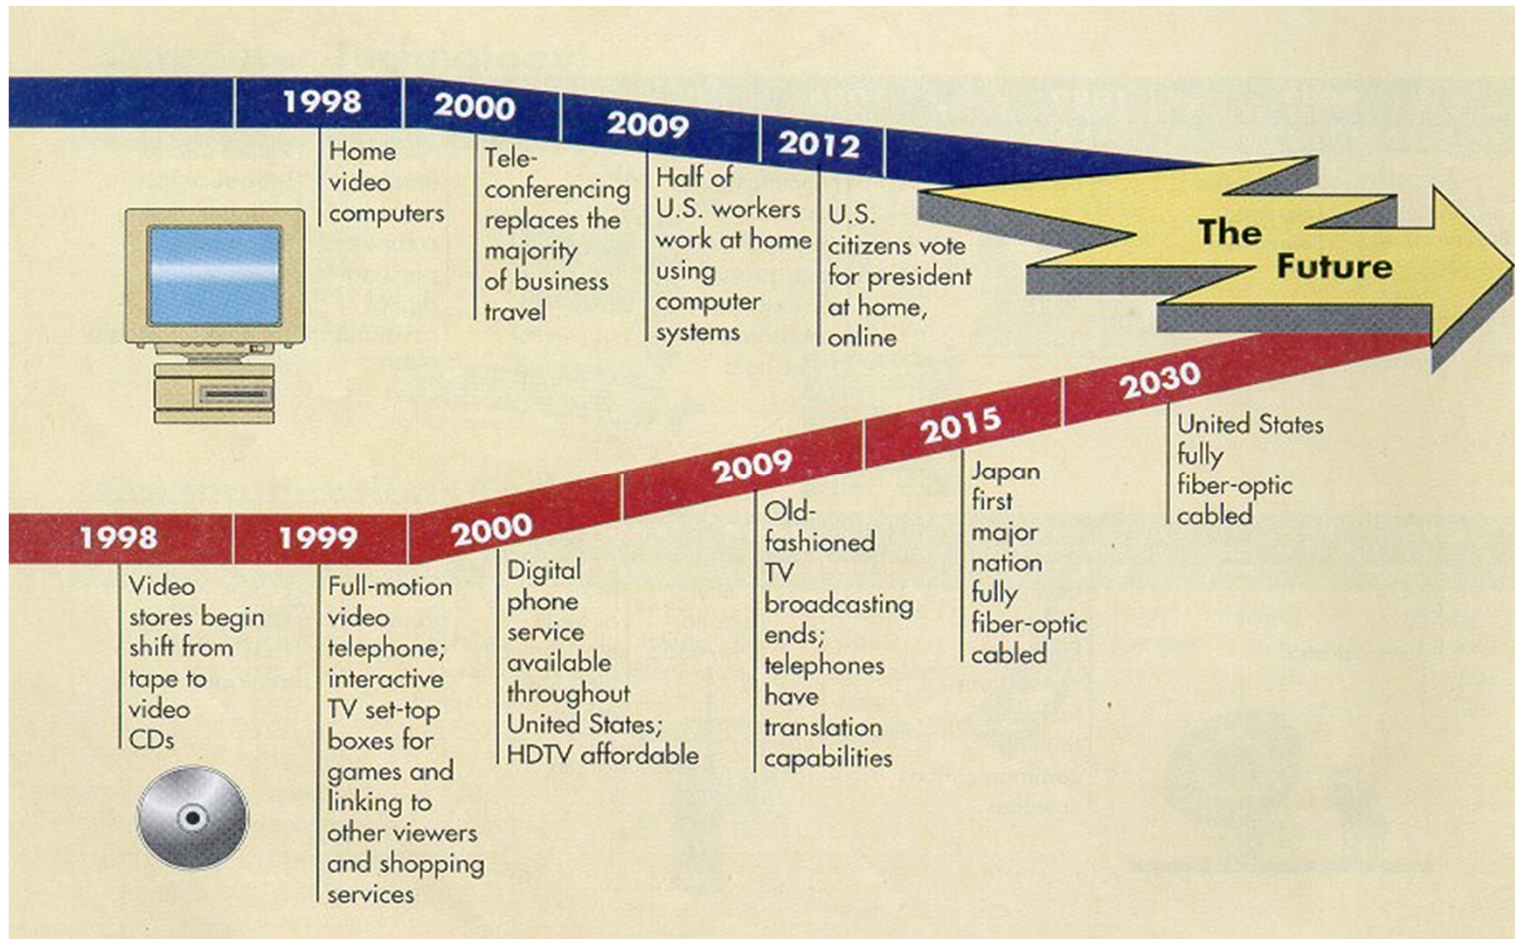 1998
Home
video
computers
2000
Tele-
conferencing
replaces the
majority
of business
travel
2009
Half of
U.S. workers
work at home
using
computer
systems
2012
U.S.
citizens vote
for president
at home,
online
The
Future
1998
Video
stores begin
shift from
tape to
video
CDs
1999
Full-motion
video
telephone;
interactive
TV set-top
boxes for
games and
linking to
other viewers
and shopping
services
2000
Digital
phone
service
available
throughout
United States;
HDTV affordable
2009
Old-
fashioned
TV
broadcasting
ends;
telephones
have
translation
capabilities
2015
Japan
first
major
nation
fully
fiber-optic
cabled
2030
United States
fully
fiber-optic
cabled